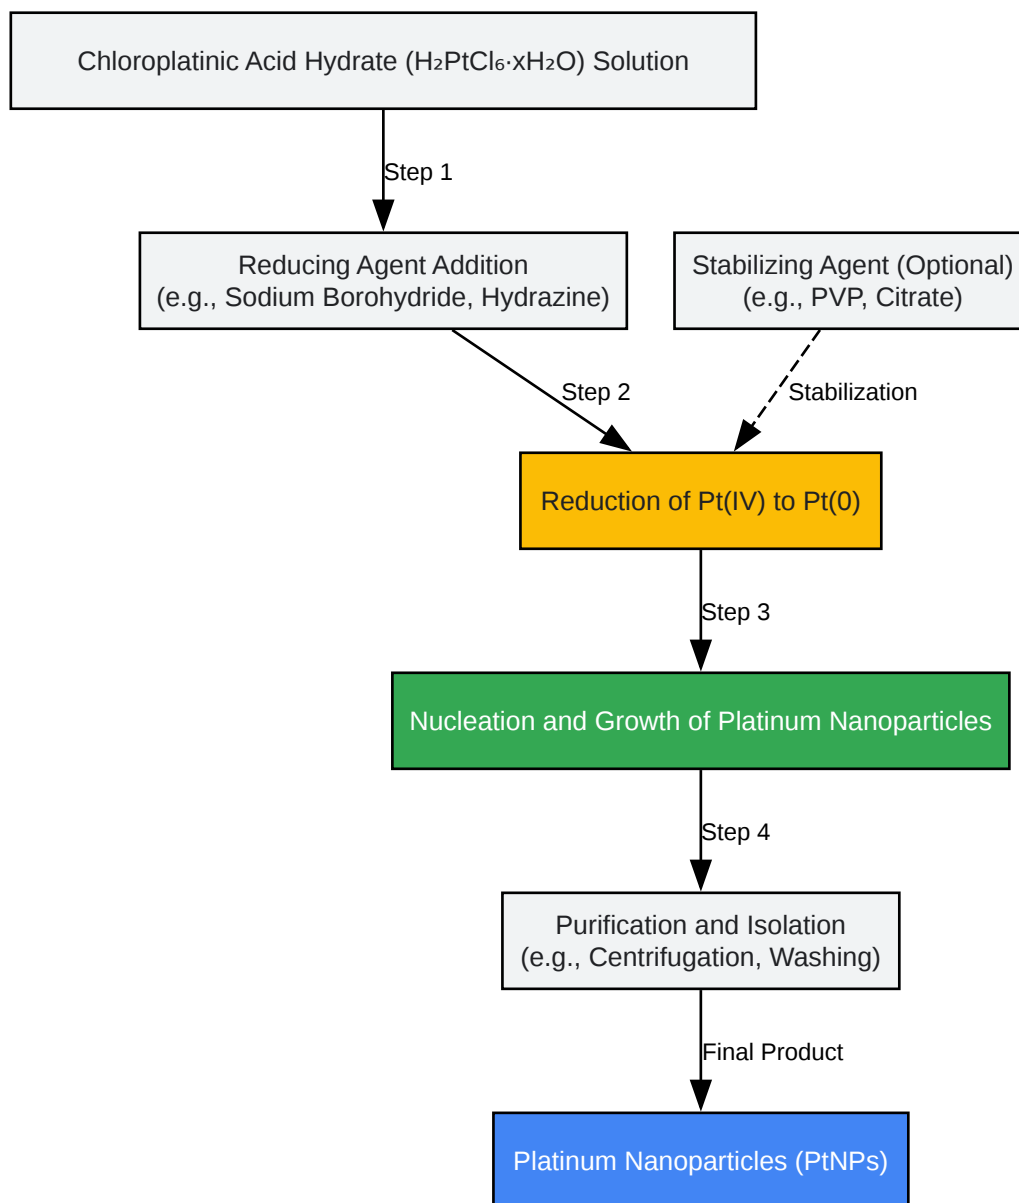 Chloroplatinic Acid Hydrate (H₂PtCl₆·xH₂O) Solution
Step 1
Reducing Agent Addition
(e.g., Sodium Borohydride, Hydrazine)
Stabilizing Agent (Optional)
(e.g., PVP, Citrate)
Step 2
Stabilization
Reduction of Pt(IV) to Pt(0)
Step 3
Nucleation and Growth of Platinum Nanoparticles
Step 4
Purification and Isolation
(e.g., Centrifugation, Washing)
Final Product
Platinum Nanoparticles (PtNPs)